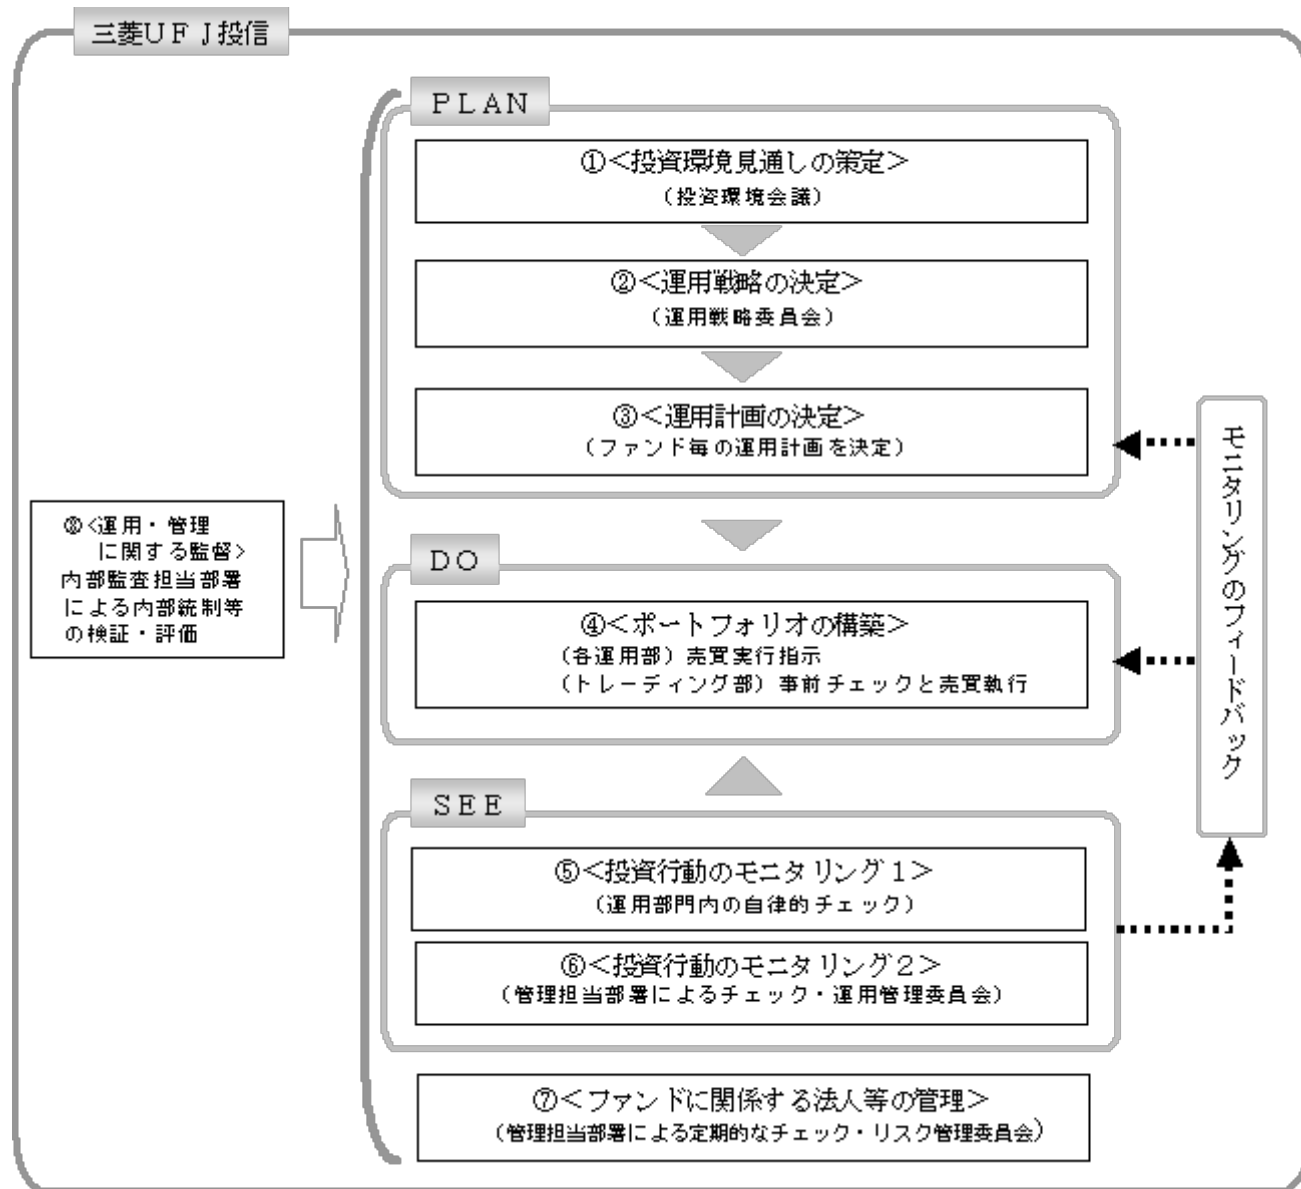 三菱ＵＦＪ投信
ＰＬＡＮ
①＜投資環境見通しの策定＞
（投資環境会議）
②＜運用戦略の決定＞
（運用戦略委員会）
③＜運用計画の決定＞
（ファンド毎の運用計画を決定）
⑧＜運用・管理
に関する監督＞
内部監査担当部署
による内部統制等
の検証・評価
ＤＯ
④＜ポートフォリオの構築＞
（各運用部）売買実行指示
（トレーディング部）事前チェックと売買執行
モニタリングのフィードバック
ＳＥＥ
⑤＜投資行動のモニタリング１＞
（運用部門内の自律的チェック）
⑥＜投資行動のモニタリング２＞
（管理担当部署によるチェック・運用管理委員会）
⑦＜ファンドに関係する法人等の管理＞
（管理担当部署による定期的なチェック・リスク管理委員会）